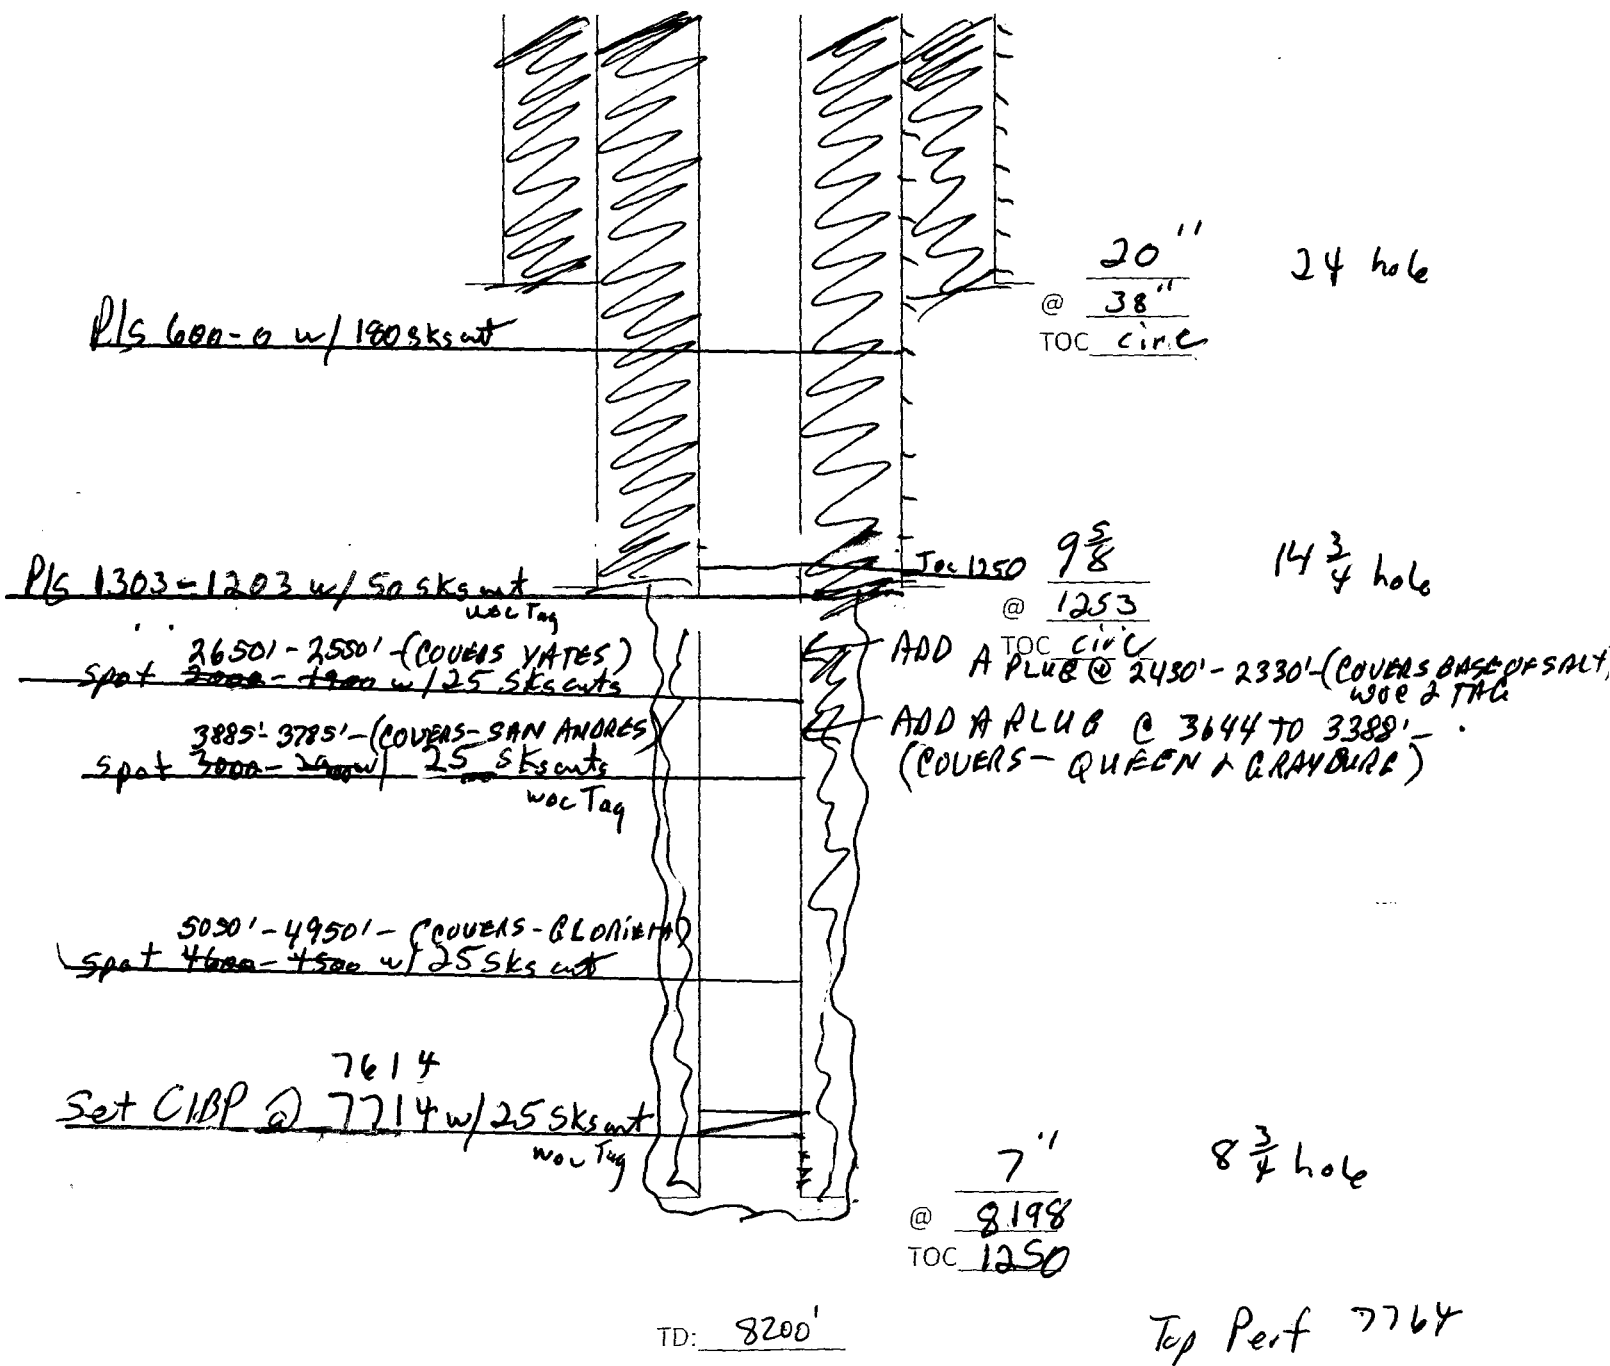 20"
24 hole
@ 38"
TOC circ
P/S 600-0 w/ 180 sks cmt
9 5/8
14 3/4 hole
Toc 1250
P/S 1303-1203 w/ 50 sks cmt
WOC Tag
@ 1253
TOC circ
26501-2550'-(COVERS YATES)
spot 2000-1900 w/ 25 sks cmts
ADD A PLUG @ 2430'-2330'-(COVERS BASE OF SALT)
WOC & TAG
3885'-3785'-(COVERS-SAN ANDRES)
spot 3000-2900 w/ 25 sks cmts
WOC Tag
ADD A PLUG @ 3644 TO 3388'-
(COVERS-QUEEN & GRAYBURG)
5050'-4950'-(COVERS-GLORIETA)
spot 4600-4500 w/ 25 sks cmt
7614
Set CIBP @ 7714 w/ 25 sks cmt
WOC Tag
7"
8 3/4 hole
@ 8198
TOC 1250
TD: 8200'
Top Perf 7764